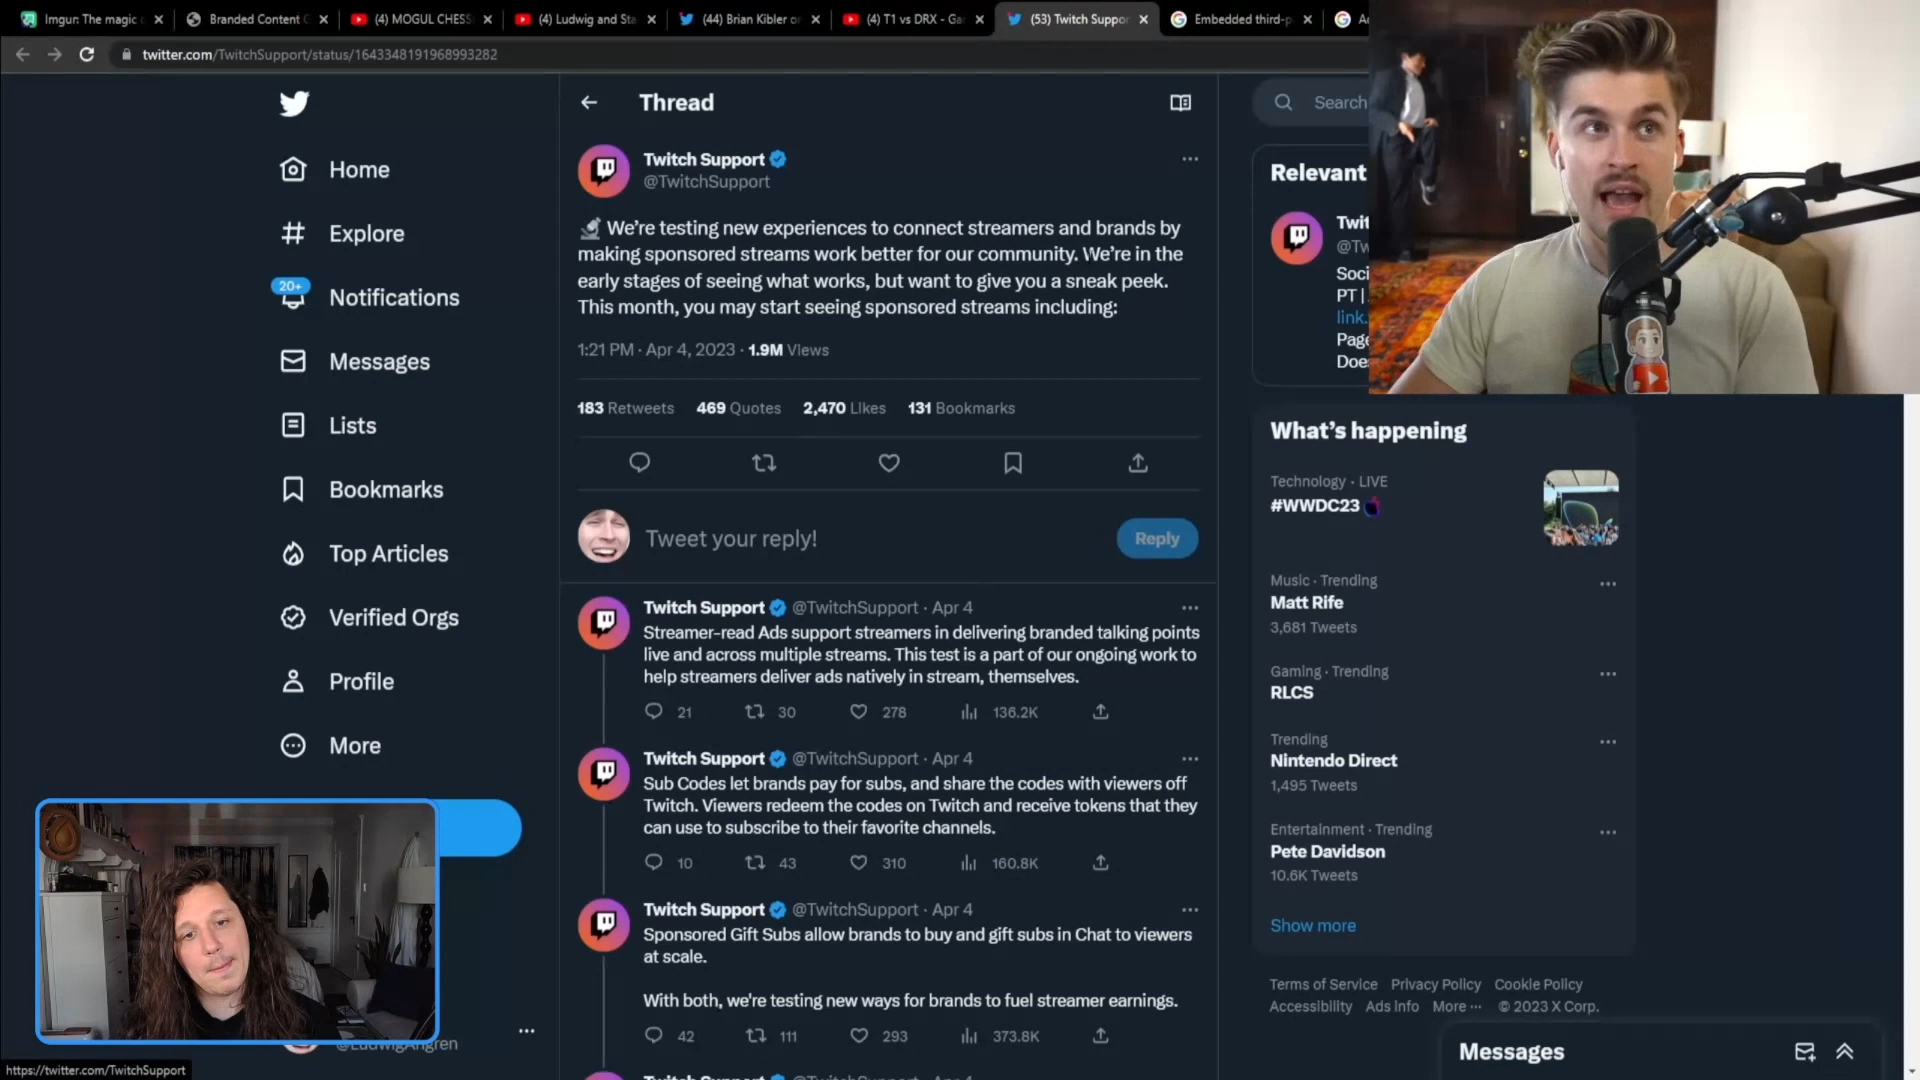 Imgur: The magic
Branded Content G
(4) MOGUL CHESS
(4) Ludwig and Sta
(44) Brian Kibler o
(4) T1 vs DRX - Ga
(53) Twitch Suppo
Embedded third-p
twitter.com/TwitchSupport/status/1643348191968993282
Home
Explore
20+
Notifications
Messages
Lists
Bookmarks
Top Articles
Verified Orgs
Profile
More
https://twitter.com/TwitchSupport
Thread
Twitch Support
@TwitchSupport
We're testing new experiences to connect streamers and brands by
making sponsored streams work better for our community. We're in the
early stages of seeing what works, but want to give you a sneak peek.
This month, you may start seeing sponsored streams including:
1:21 PM · Apr 4, 2023 · 1.9M Views
183 Retweets 469 Quotes 2,470 Likes 131 Bookmarks
Tweet your reply!
Reply
Twitch Support @TwitchSupport · Apr 4
Streamer-read Ads support streamers in delivering branded talking points
live and across multiple streams. This test is a part of our ongoing work to
help streamers deliver ads natively in stream, themselves.
21 30 278 136.2K
Twitch Support @TwitchSupport · Apr 4
Sub Codes let brands pay for subs, and share the codes with viewers off
Twitch. Viewers redeem the codes on Twitch and receive tokens that they
can use to subscribe to their favorite channels.
10 43 310 160.8K
Twitch Support @TwitchSupport · Apr 4
Sponsored Gift Subs allow brands to buy and gift subs in Chat to viewers
at scale.
With both, we're testing new ways for brands to fuel streamer earnings.
42 111 293 373.8K
Search
Relevant
Twit
@Tw
Soci
PT |
link.
Page
Doe
What's happening
Technology · LIVE
#WWDC23
Music · Trending
Matt Rife
3,681 Tweets
Gaming · Trending
RLCS
Trending
Nintendo Direct
1,495 Tweets
Entertainment · Trending
Pete Davidson
10.6K Tweets
Show more
Terms of Service Privacy Policy Cookie Policy
Accessibility Ads info More ··· © 2023 X Corp.
Messages